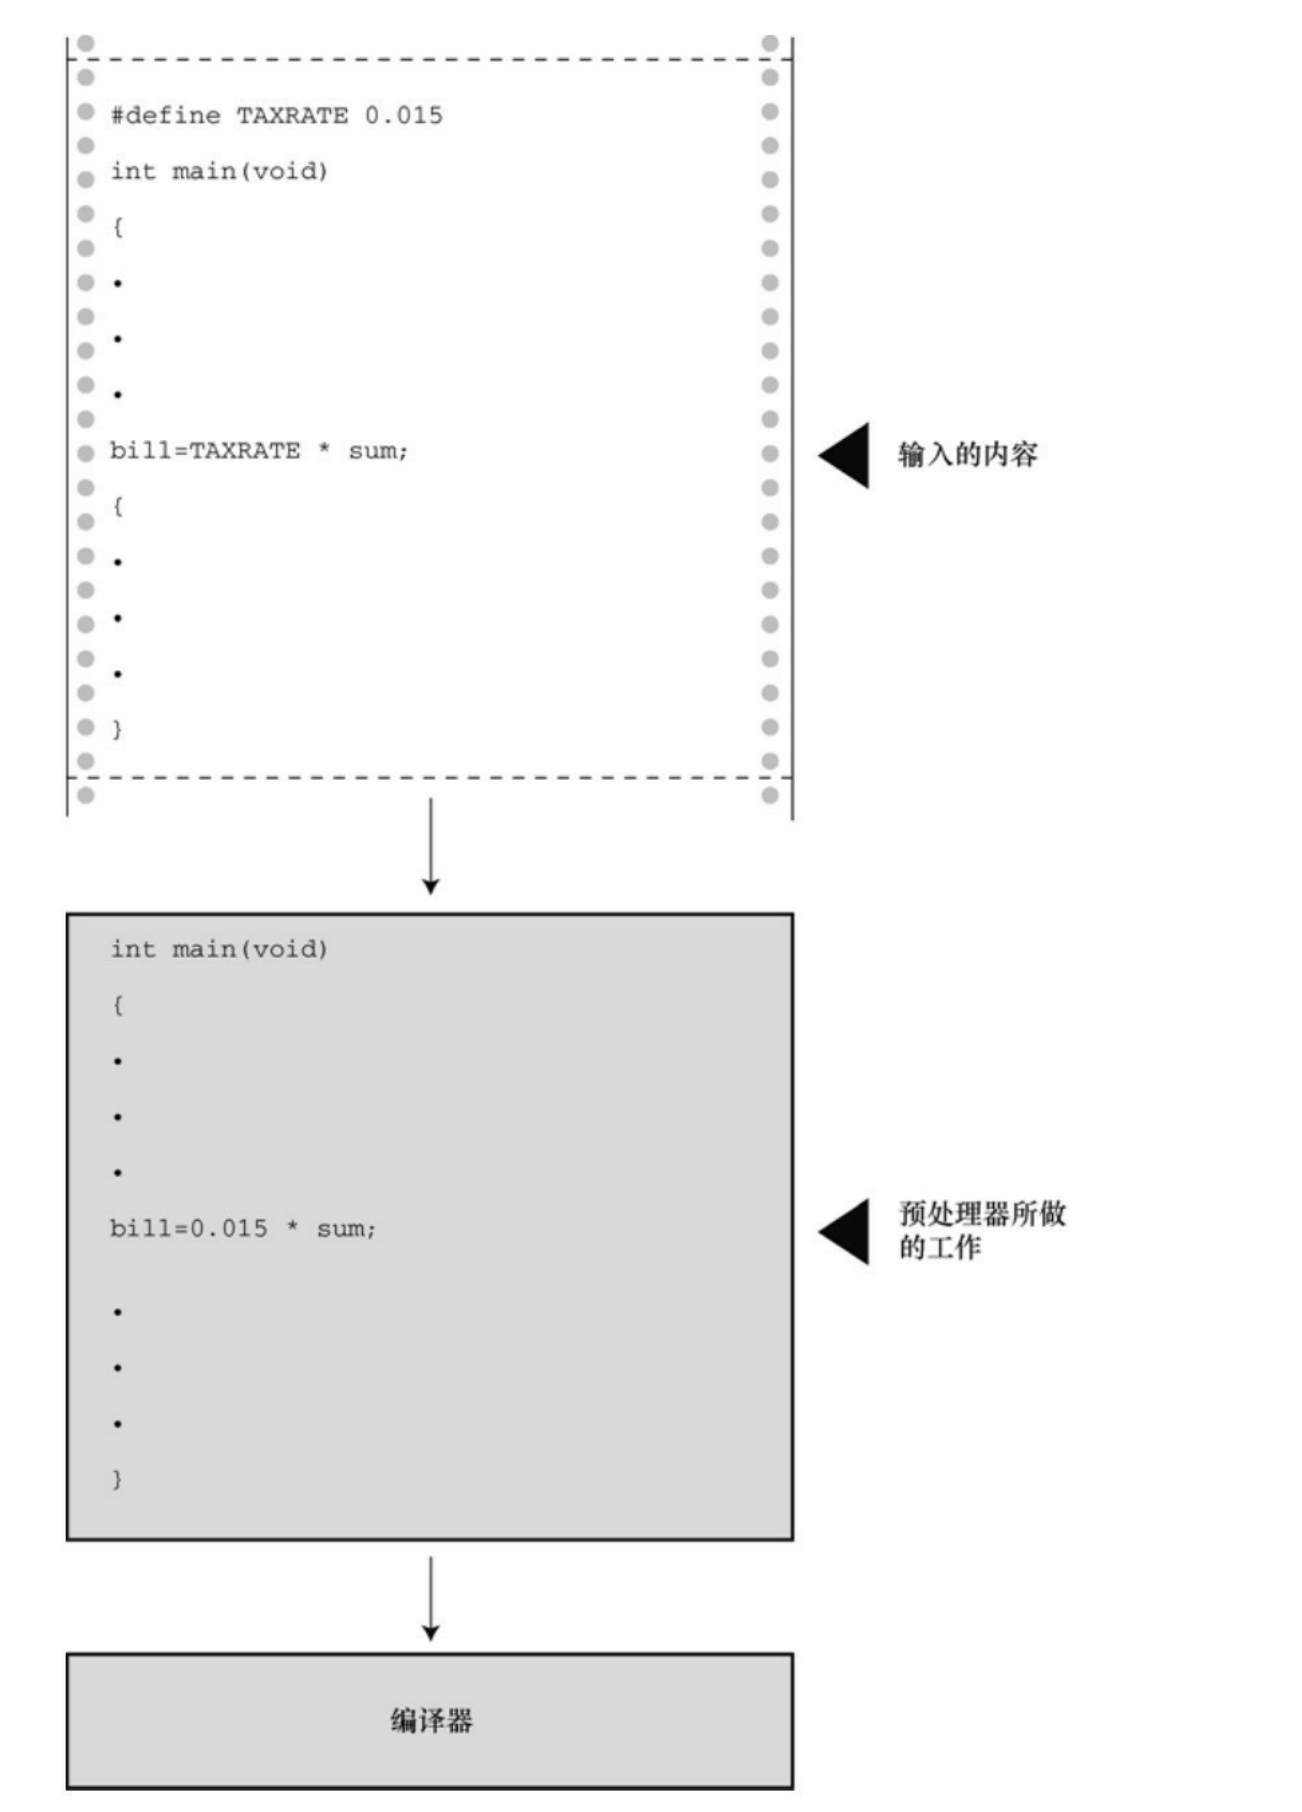 #define TAXRATE 0.015
int main(void)
{
•
•
•
bill=TAXRATE * sum;
{
•
•
•
}
输入的内容
int main(void)
{
•
•
•
bill=0.015 * sum;
•
•
•
}
预处理器所做
的工作
编译器